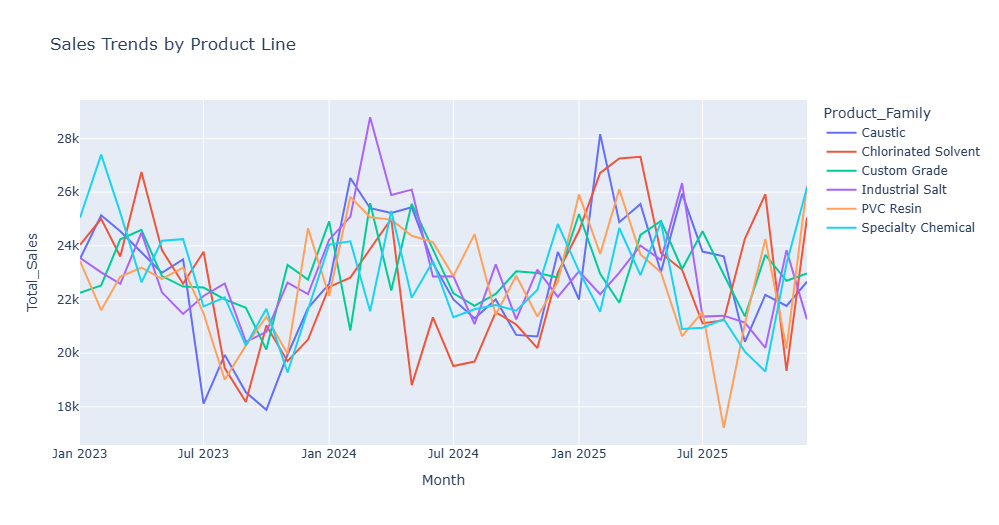 Sales Trends by Product Line
Product_Family
Caustic
Chlorinated Solvent
Custom Grade
Industrial Salt
PVC Resin
Specialty Chemical
Total_Sales
28k
26k
24k
22k
20k
18k
Jan 2023
Jul 2023
Jan 2024
Jul 2024
Jan 2025
Jul 2025
Month